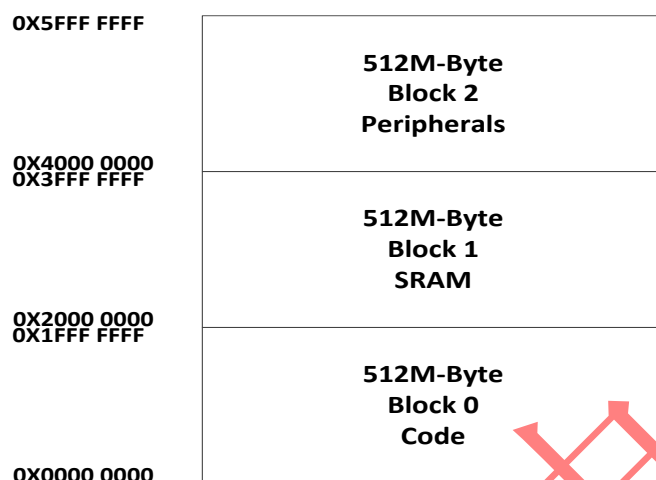 0X5FFF FFFF
512M-Byte
Block 2
Peripherals
0X4000 0000
0X3FFF FFFF
512M-Byte
Block 1
SRAM
0X2000 0000
0X1FFF FFFF
512M-Byte
Block 0
Code
0X0000 0000